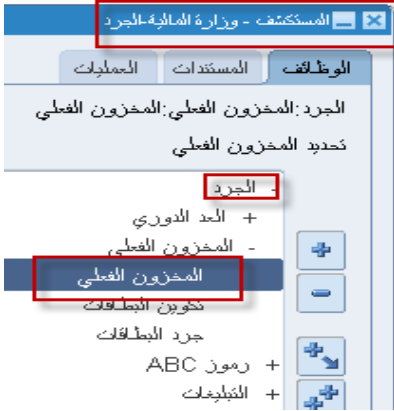 المستكشف - وزارة المالية-الجرد
الوظائف المستندات العمليات
الجرد:المخزون الفعلي:المخزون الفعلي
تحديد المخزون الفعلي
- الجرد
+ العد الدوري
- المخزون الفعلي
المخزون الفعلي
تكوين البطاقات
جرد البطاقات
+ رموز ABC
+ التبليغات